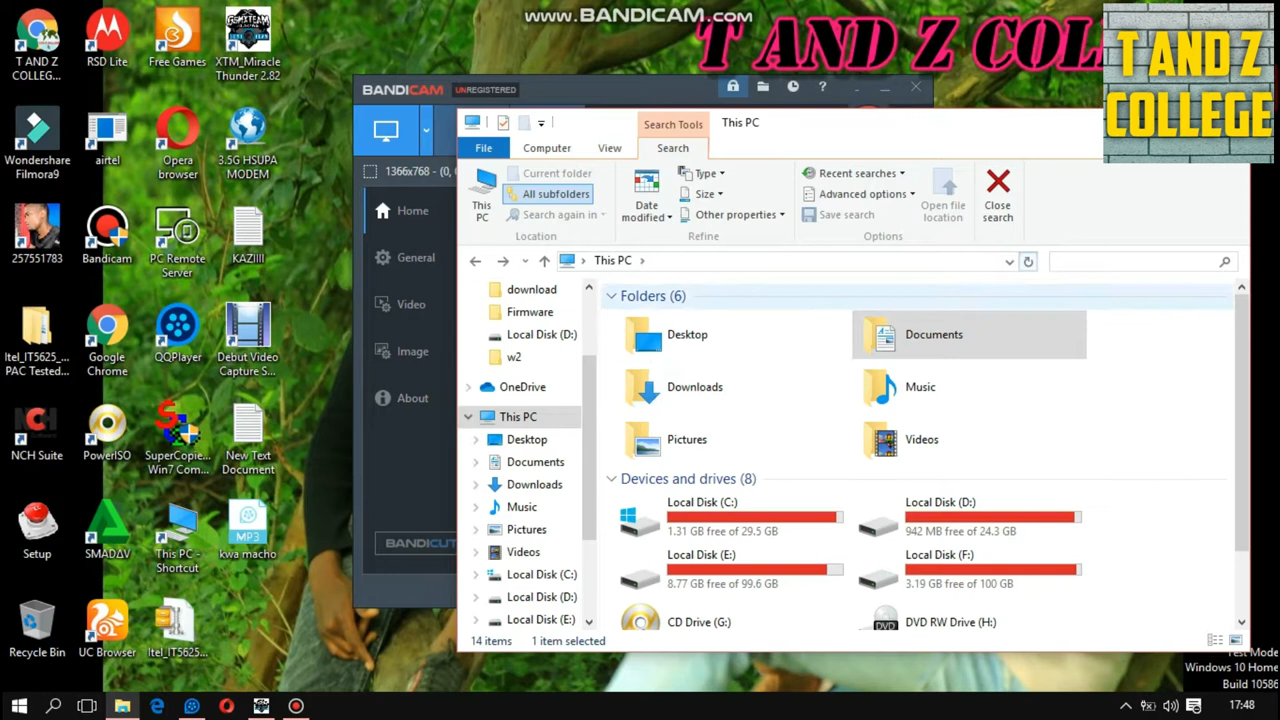 www.BANDICAM.com
T AND Z COL
T AND Z
COLLEGE
T AND Z
COLLEG...
RSD Lite
Free Games
XTM_Miracle
Thunder 2.82
Wondershare
Filmora9
airtel
Opera
browser
3.5G HSUPA
MODEM
257551783
Bandicam
PC Remote
Server
KAZIIII
Itel_IT5625_...
PAC Tested...
Google
Chrome
QQPlayer
Debut Video
Capture S...
NCH Suite
PowerISO
SuperCopie...
Win7 Com...
New Text
Document
Setup
SMADΔV
This PC -
Shortcut
MP3
kwa macho
Recycle Bin
UC Browser
Itel_IT5625...
BANDICAM UNREGISTERED
1366x768 - (0,
Home
General
Video
Image
About
BANDICUT
Search Tools
This PC
File
Computer
View
Search
This
PC
Current folder
All subfolders
Search again in
Location
Date
modified
Type
Size
Other properties
Refine
Recent searches
Advanced options
Save search
Options
Open file
location
Close
search
This PC
download
Firmware
Local Disk (D:)
w2
OneDrive
This PC
Desktop
Documents
Downloads
Music
Pictures
Videos
Local Disk (C:)
Local Disk (D:)
Local Disk (E:)
Folders (6)
Desktop
Documents
Downloads
Music
Pictures
Videos
Devices and drives (8)
Local Disk (C:)
1.31 GB free of 29.5 GB
Local Disk (D:)
942 MB free of 24.3 GB
Local Disk (E:)
8.77 GB free of 99.6 GB
Local Disk (F:)
3.19 GB free of 100 GB
CD Drive (G:)
DVD
DVD RW Drive (H:)
14 items
1 item selected
Test Mode
Windows 10 Home
Build 10586
17:48